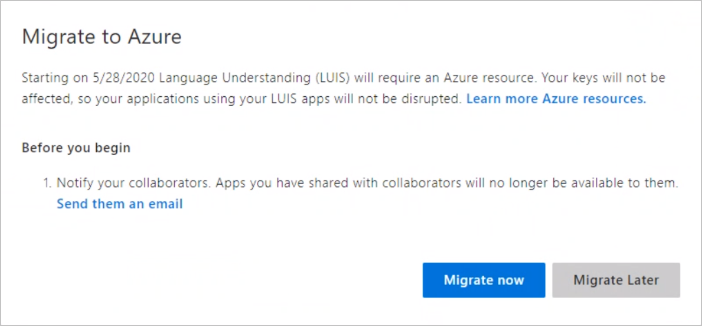 Migrate to Azure
Starting on 5/28/2020 Language Understanding (LUIS) will require an Azure resource. Your keys will not be
affected, so your applications using your LUIS apps will not be disrupted. Learn more Azure resources.
Before you begin
1. Notify your collaborators. Apps you have shared with collaborators will no longer be available to them.
Send them an email
Migrate now
Migrate Later